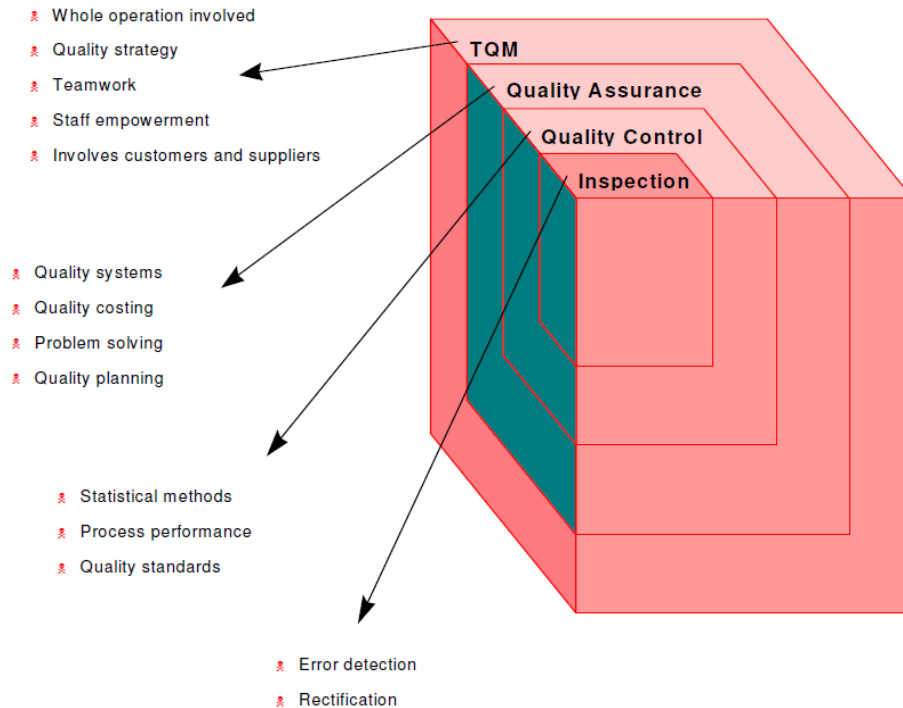 Whole operation involved
Quality strategy
Teamwork
Staff empowerment
Involves customers and suppliers
TQM
Quality Assurance
Quality Control
Inspection
Quality systems
Quality costing
Problem solving
Quality planning
Statistical methods
Process performance
Quality standards
Error detection
Rectification